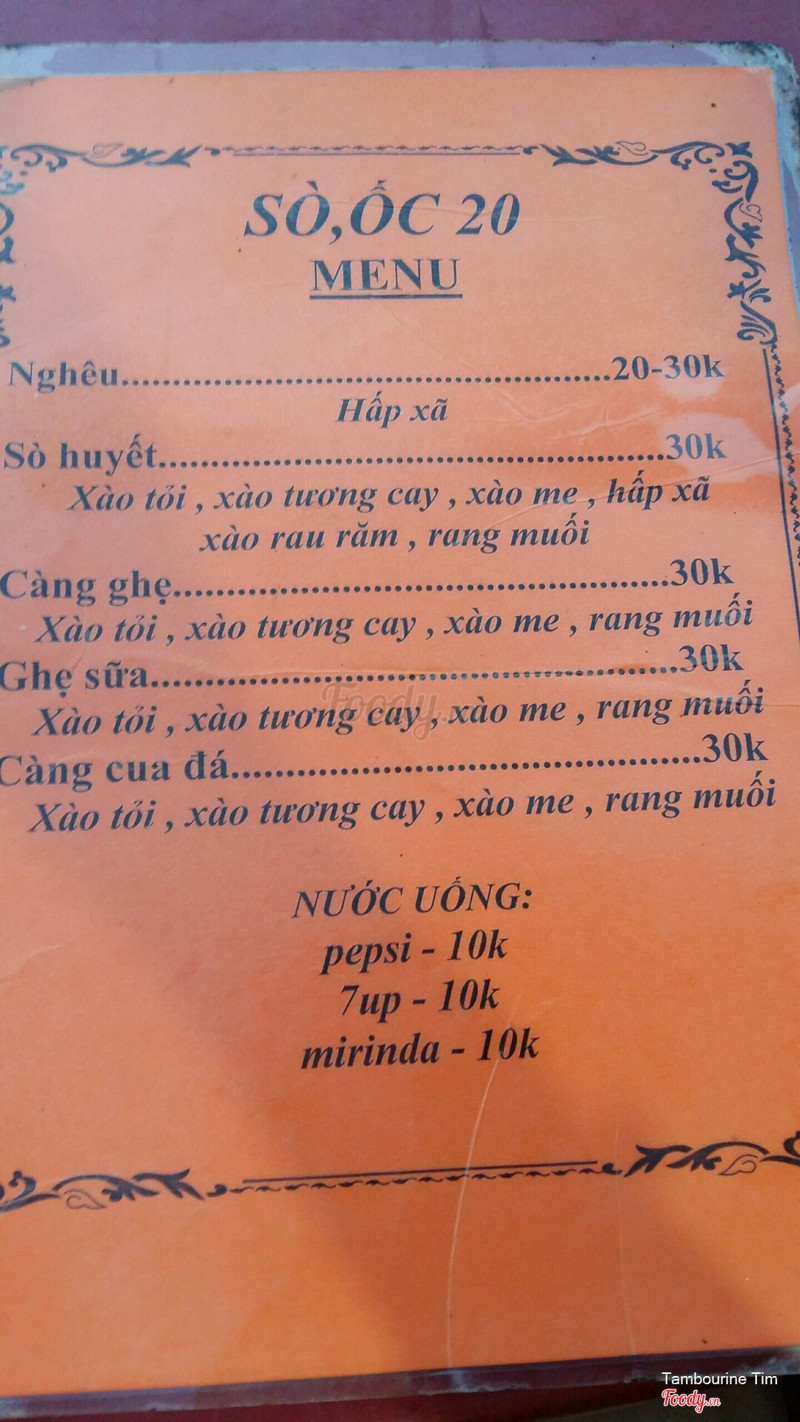 SÒ,ỐC 20
MENU
Nghêu...............................................20-30k
Hấp xã
Sò huyết................................................30k
Xào tỏi , xào tương cay , xào me , hấp xã
xào rau răm , rang muối
Càng ghẹ................................................30k
Xào tỏi , xào tương cay , xào me , rang muối
Ghẹ sữa..................................................30k
Xào tỏi , xào tương cay , xào me , rang muối
Càng cua đá.............................................30k
Xào tỏi , xào tương cay , xào me , rang muối
NƯỚC UỐNG:
pepsi - 10k
7up - 10k
mirinda - 10k
Foody
Tambourine Tim
Foody.vn